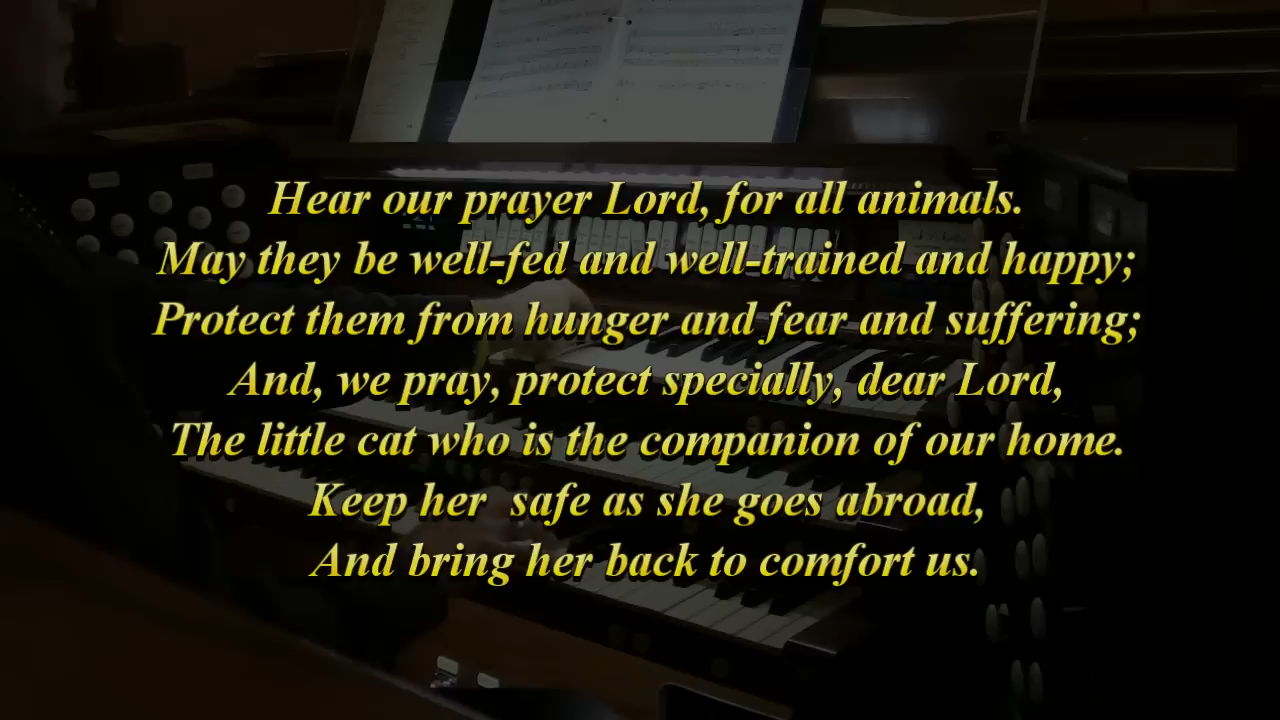 Hear our prayer Lord, for all animals.
May they be well-fed and well-trained and happy;
Protect them from hunger and fear and suffering;
And, we pray, protect specially, dear Lord,
The little cat who is the companion of our home.
Keep her  safe as she goes abroad,
And bring her back to comfort us.